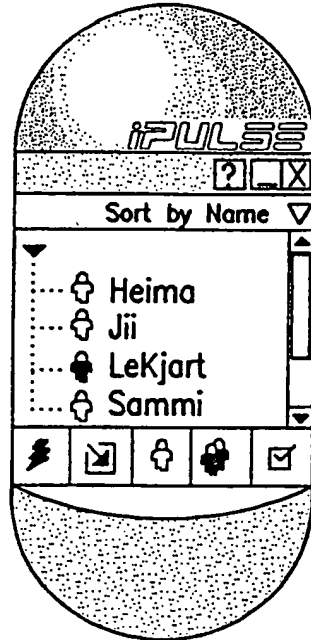 iPULSE
? _ X
Sort by Name
Heima
Jii
LeKjart
Sammi